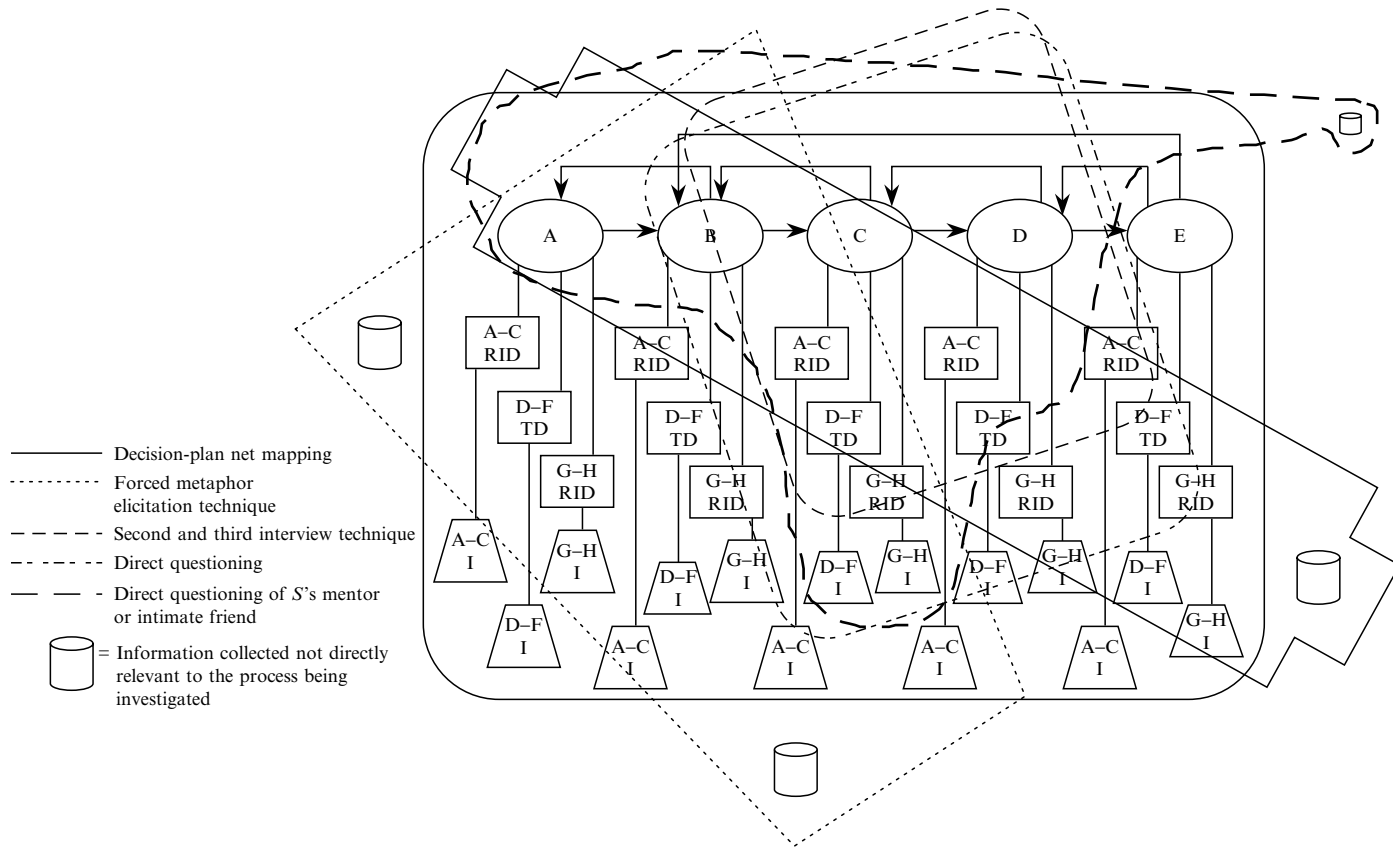 A
B
C
D
E
A–C
RID
A–C
RID
A–C
RID
A–C
RID
A–C
RID
D–F
TD
D–F
TD
D–F
TD
D–F
TD
D–F
TD
G–H
RID
G–H
RID
G–H
RID
G–H
RID
G–H
RID
A–C
I
G–H
I
G–H
I
G–H
I
G–H
I
D–F
I
D–F
I
D–F
I
D–F
I
D–F
I
G–H
I
A–C
I
A–C
I
A–C
I
A–C
I
Decision-plan net mapping
Forced metaphor
elicitation technique
Second and third interview technique
Direct questioning
Direct questioning of S's mentor
or intimate friend
= Information collected not directly
relevant to the process being
investigated